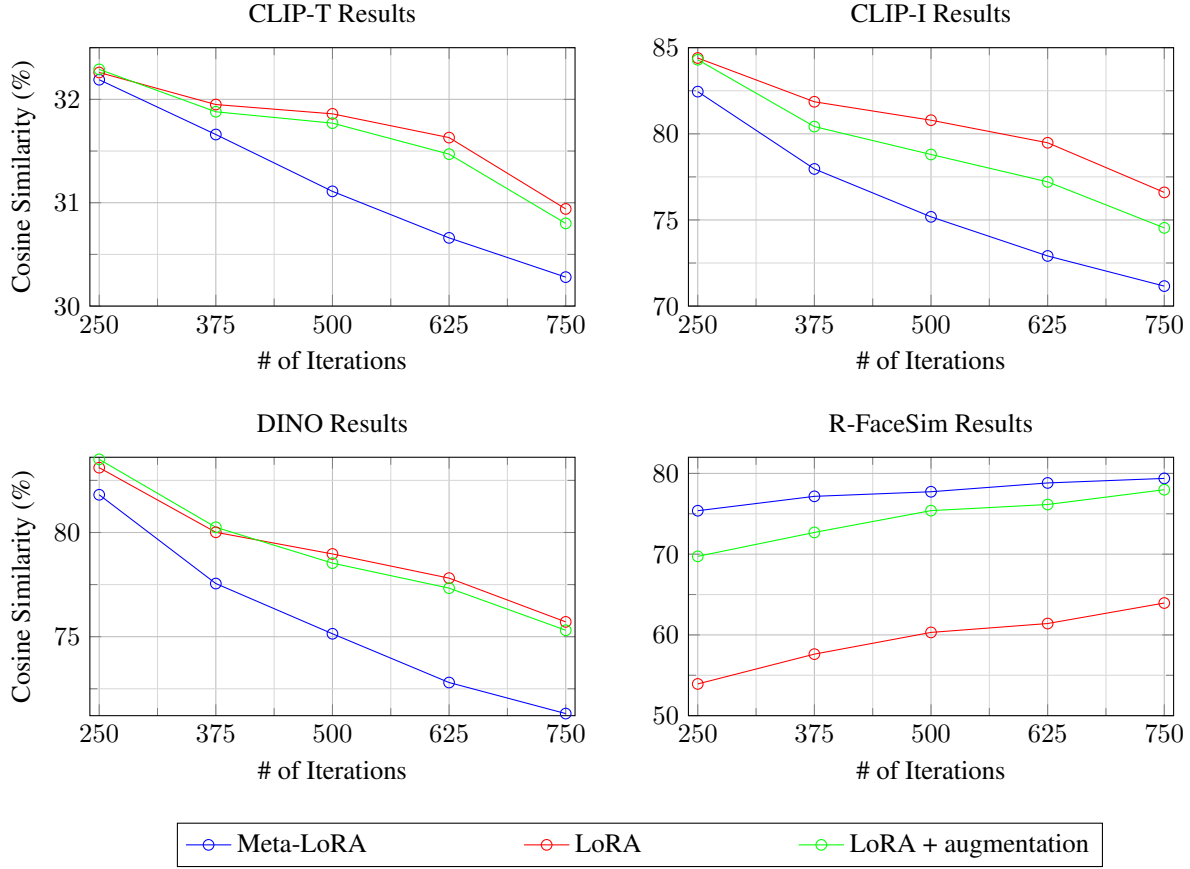 CLIP-T Results
CLIP-I Results
Cosine Similarity (%)
32
31
30
250 375 500 625 750
# of Iterations
85
80
75
70
250 375 500 625 750
# of Iterations
DINO Results
R-FaceSim Results
Cosine Similarity (%)
80
75
250 375 500 625 750
# of Iterations
80
70
60
50
250 375 500 625 750
# of Iterations
Meta-LoRA LoRA LoRA + augmentation